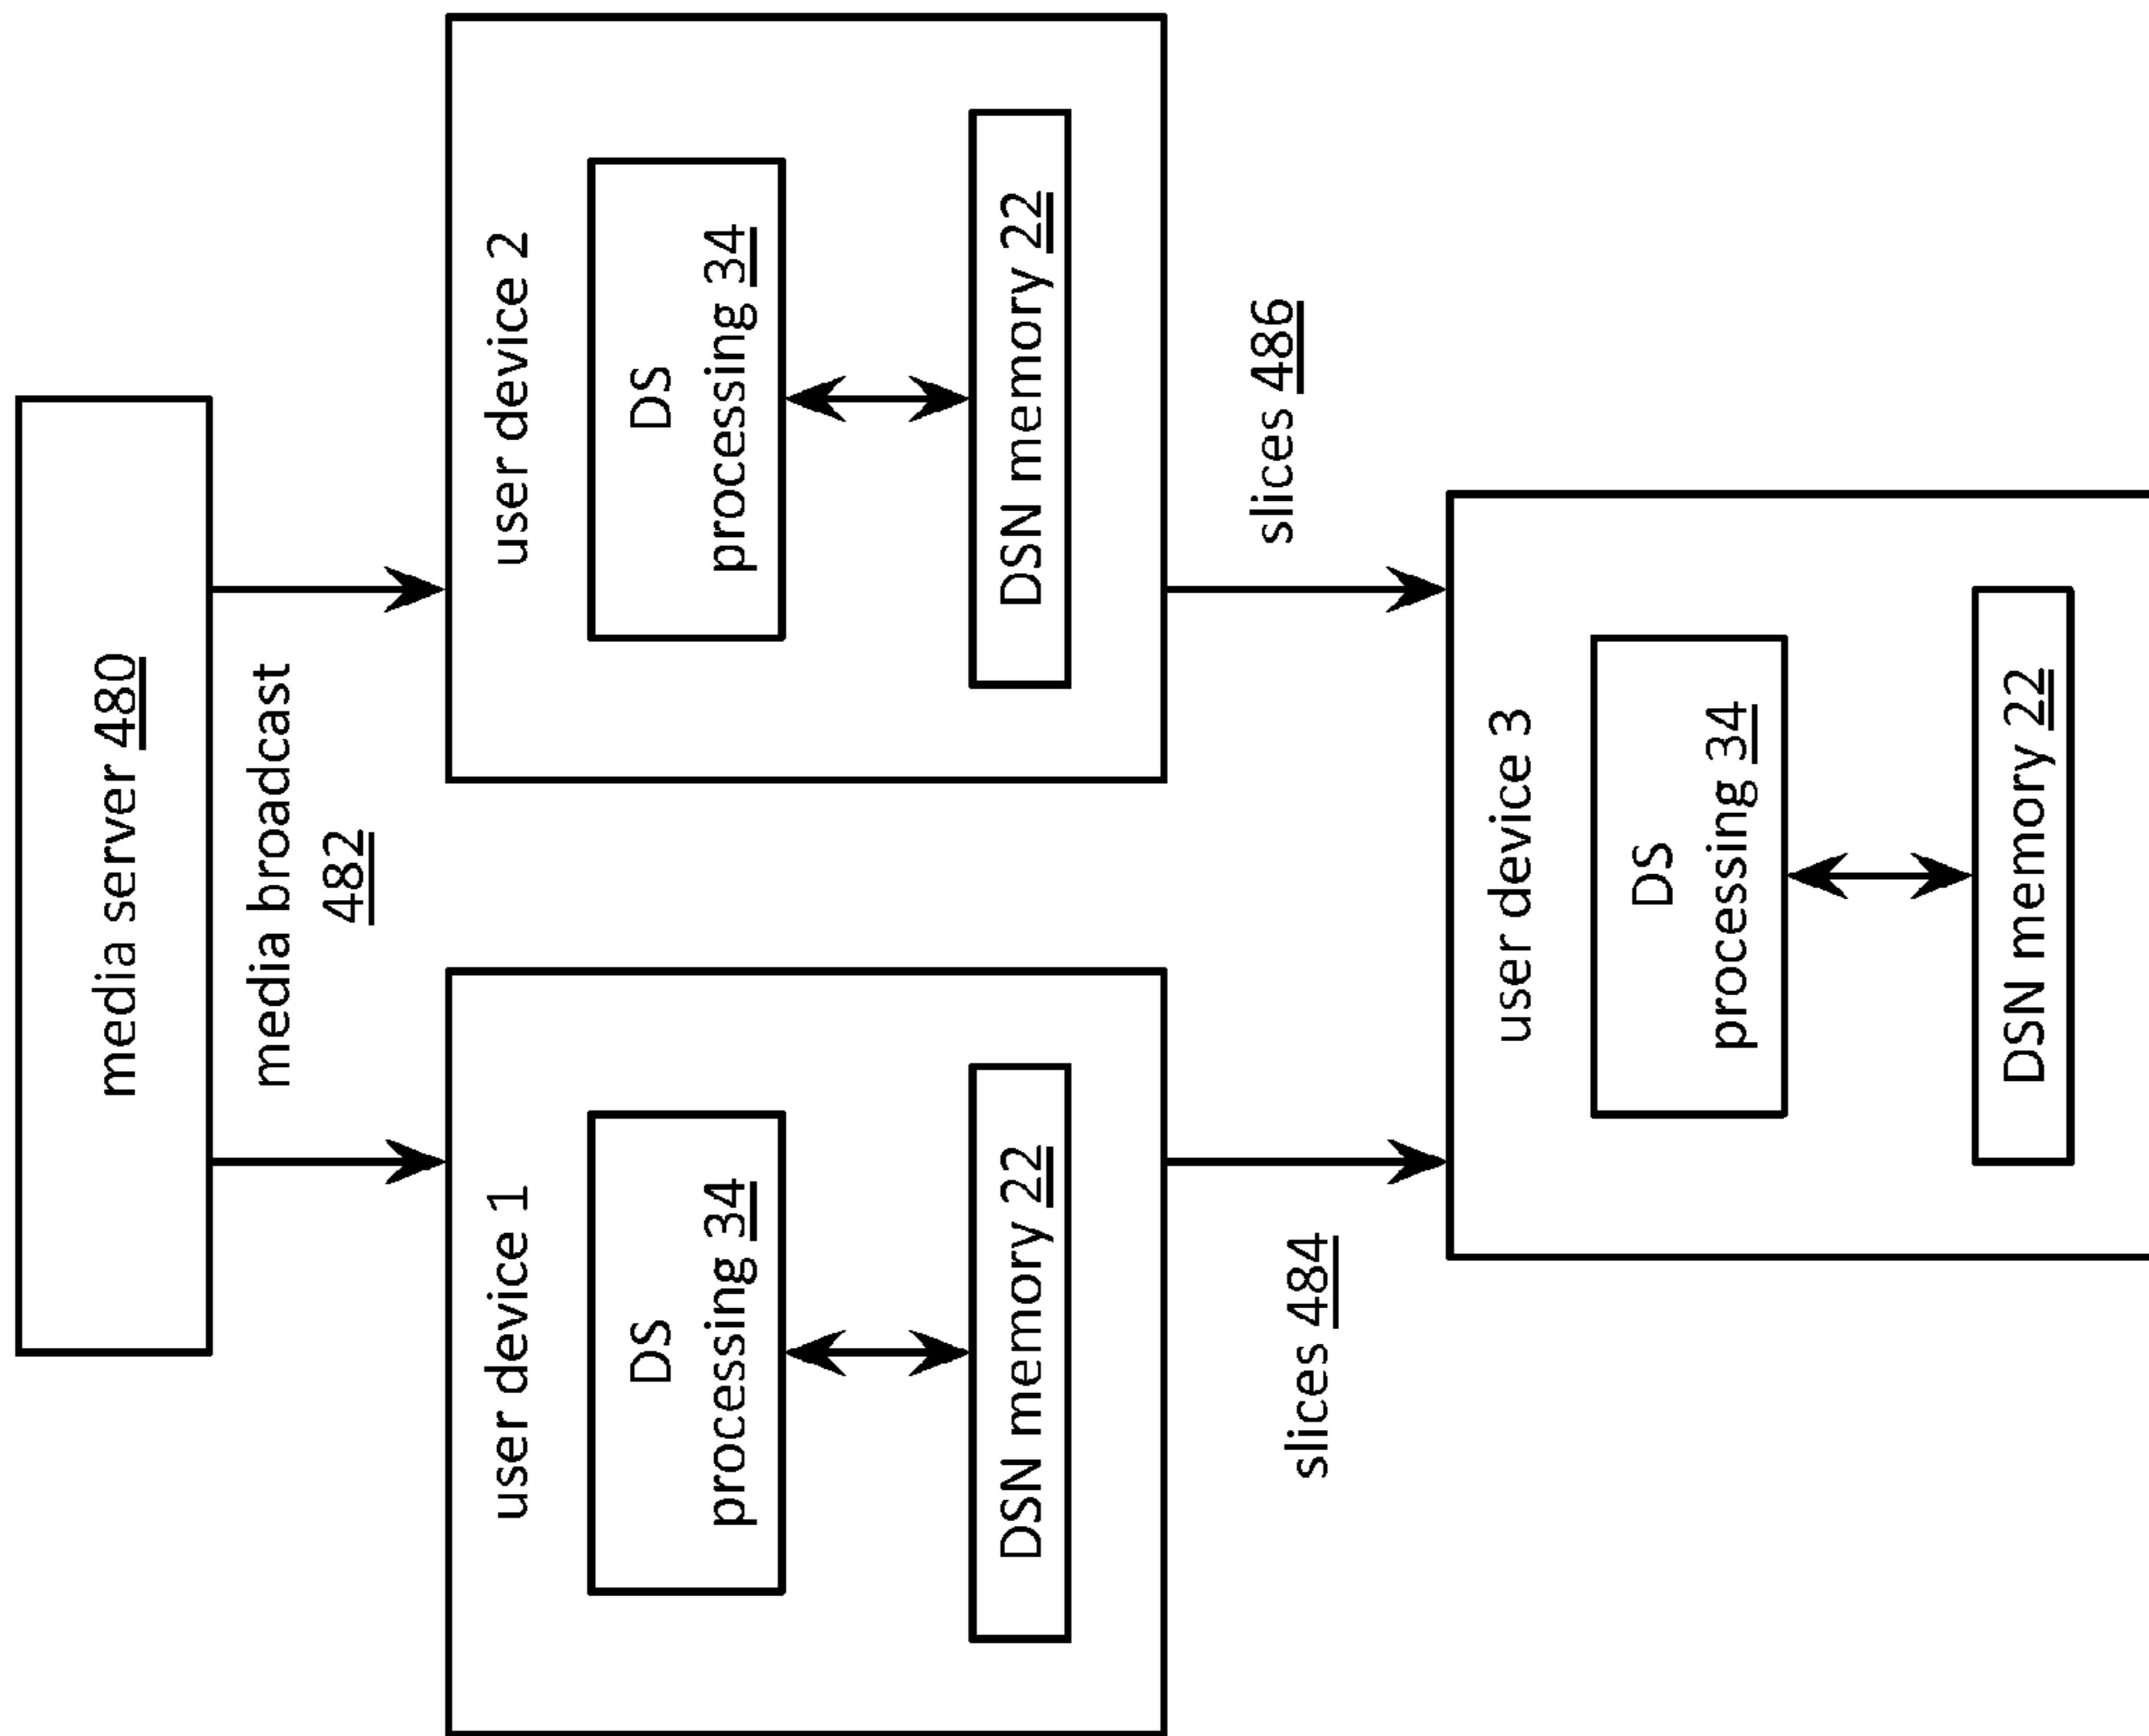 media server 480
media broadcast
482
user device 1
DS
processing 34
DSN memory 22
user device 2
DS
processing 34
DSN memory 22
slices 484
slices 486
user device 3
DS
processing 34
DSN memory 22